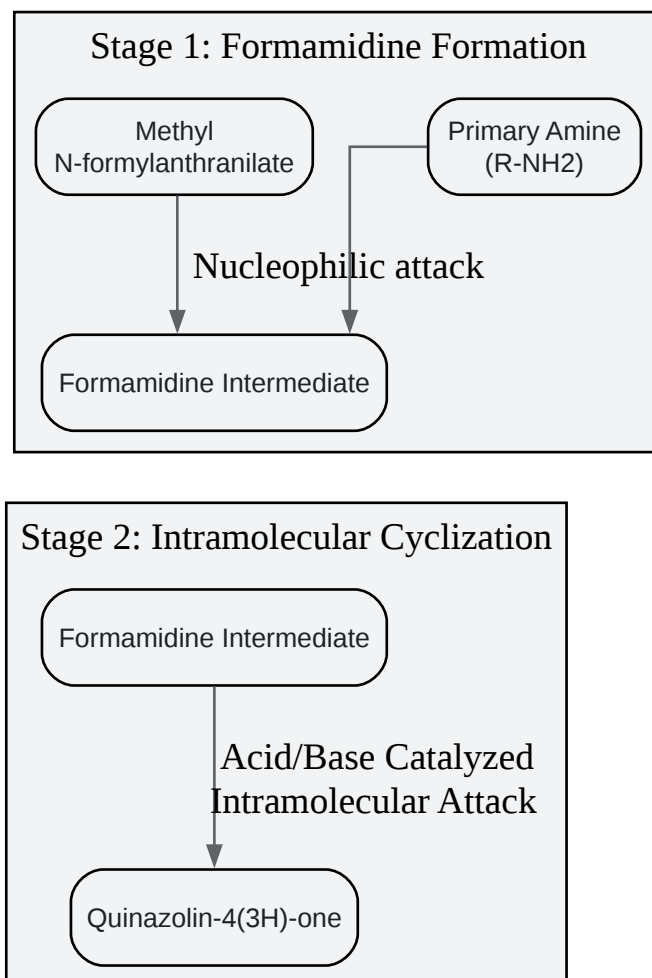 Stage 1: Formamidine Formation
Methyl
N-formylanthranilate
Primary Amine
(R-NH2)
Nucleophilic attack
Formamidine Intermediate
Stage 2: Intramolecular Cyclization
Formamidine Intermediate
Acid/Base Catalyzed
Intramolecular Attack
Quinazolin-4(3H)-one